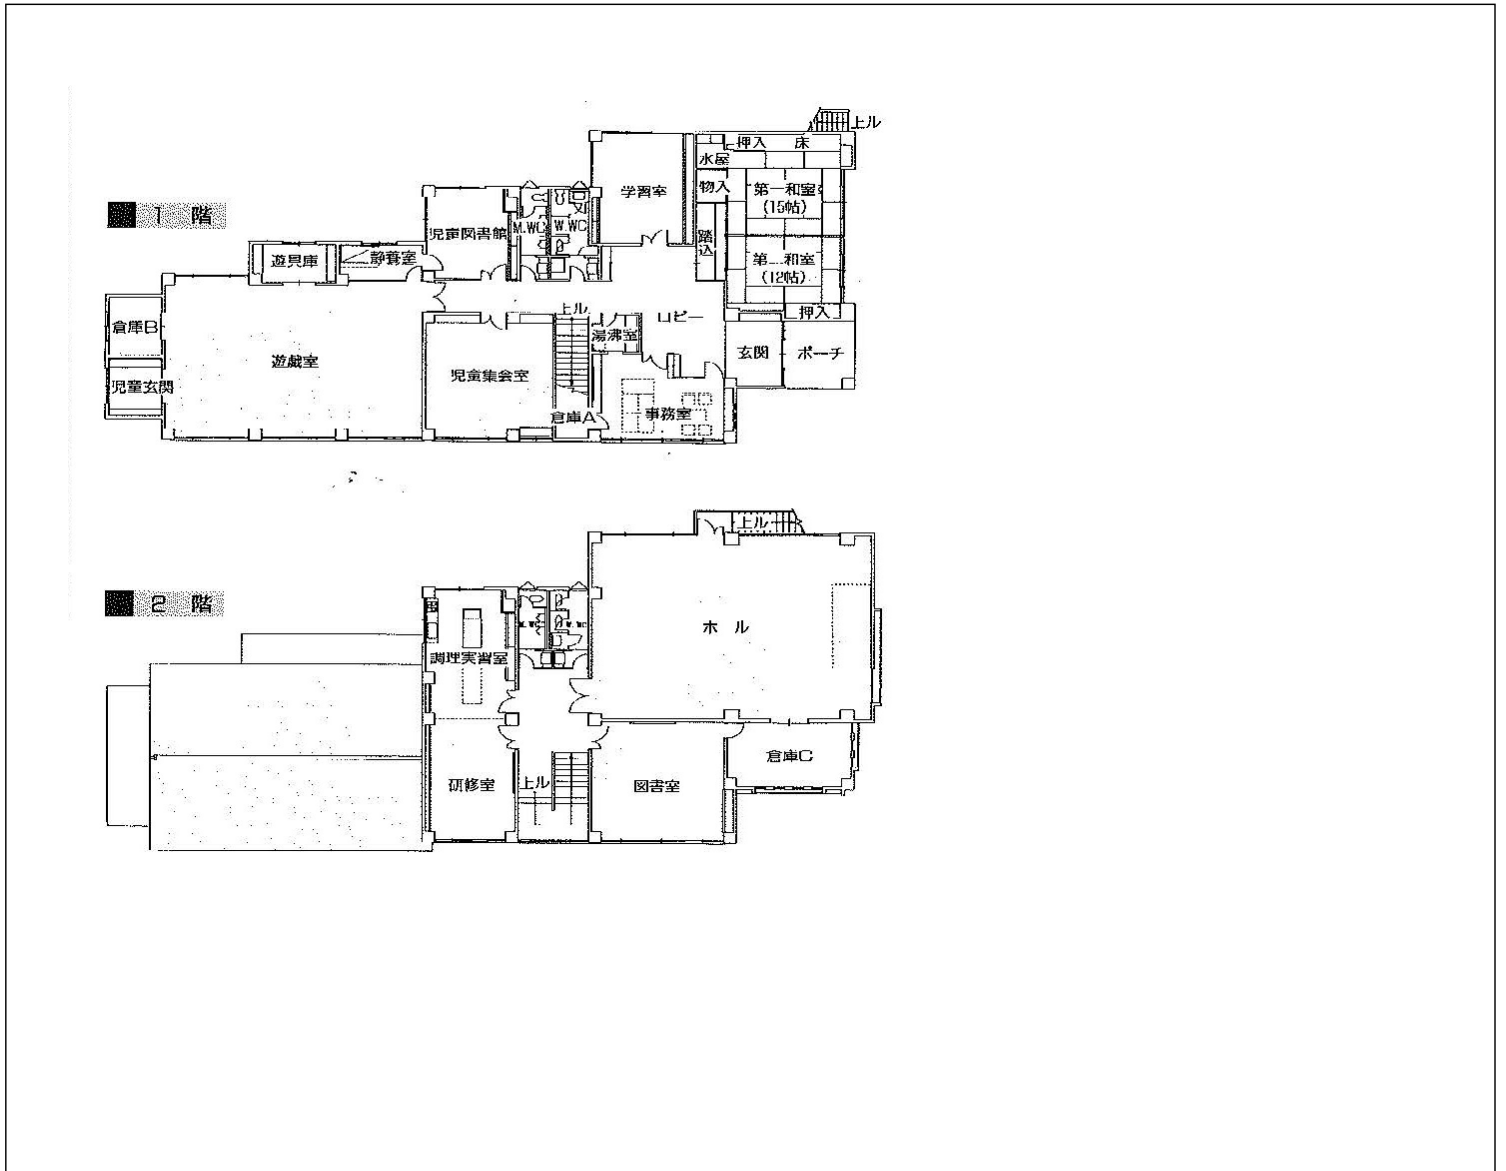 上ル
押入 床
水屋
学習室
物入
第一和室
(15帖)
1 階
児童図書館
M.WC
W.WC
踏込
遊具庫
静養室
第二和室
(12帖)
上ル
ロビー
押入
倉庫B
湯沸室
遊戯室
玄関
ポーチ
児童玄関
児童集会室
倉庫A
事務室
上ル
2 階
M.WC
W.WC
ホール
調理実習室
研修室
上ル
図書室
倉庫C